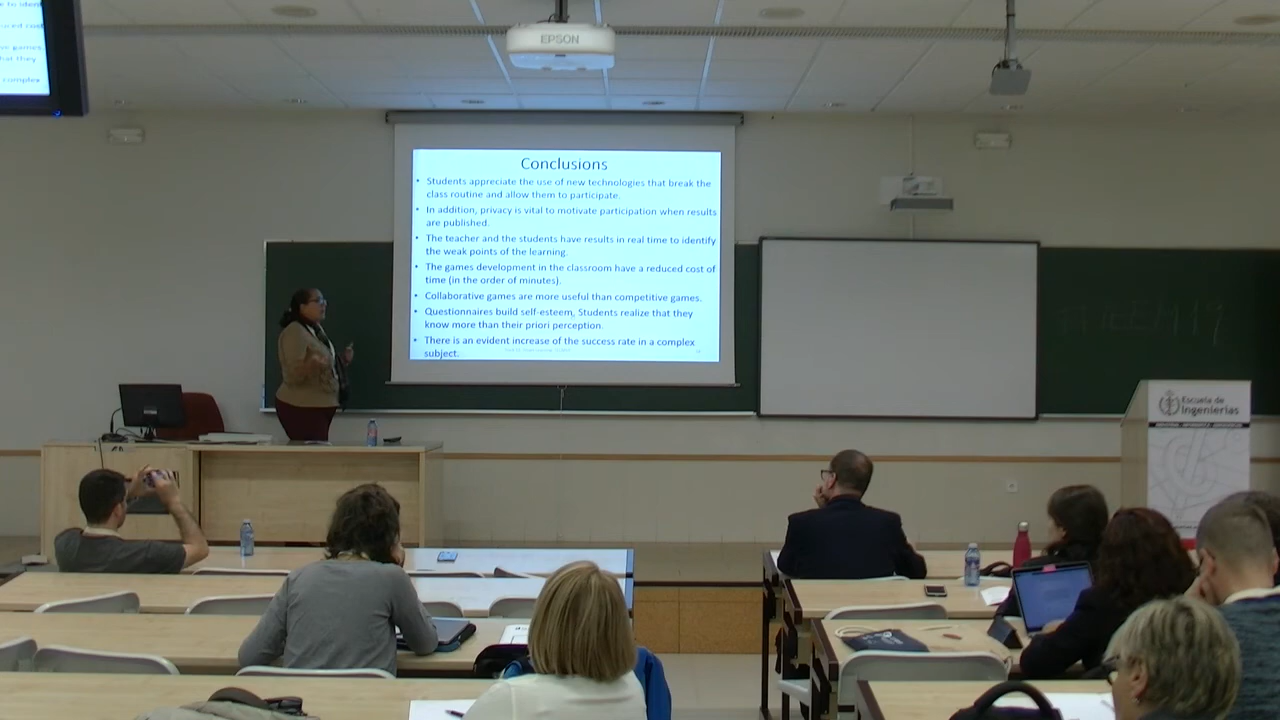 EPSON
Conclusions
• Students appreciate the use of new technologies that break the
class routine and allow them to participate.
• In addition, privacy is vital to motivate participation when results
are published.
• The teacher and the students have results in real time to identify
the weak points of the learning.
• The games development in the classroom have a reduced cost of
time (in the order of minutes).
• Collaborative games are more useful than competitive games.
• Questionnaires build self-esteem, Students realize that they
know more than their priori perception.
• There is an evident increase of the success rate in a complex
subject.
Escuela de
Ingenierías